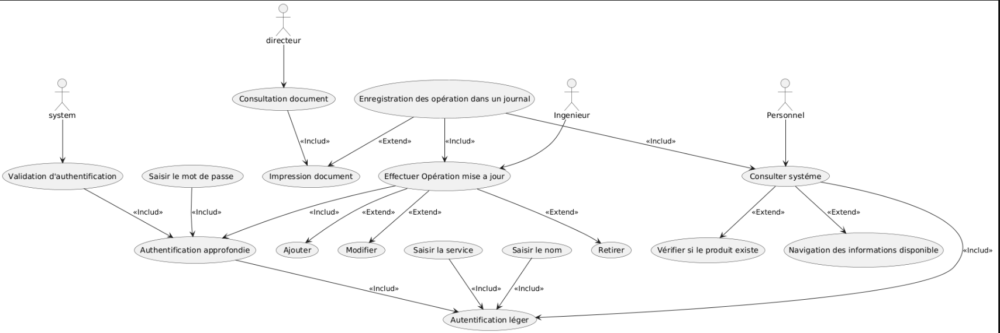 directeur
Consultation document
Enregistration des opération dans un journal
system
Ingenieur
Personnel
«Includ»
«Extend»
«Includ»
«Includ»
Validation d'authentification
Saisir le mot de passe
Impression document
Effectuer Opération mise a jour
Consulter systéme
«Includ»
«Includ»
«Includ»
«Extend»
«Extend»
«Extend»
«Extend»
«Extend»
Authentification approfondie
Ajouter
Modifier
Saisir la service
Saisir le nom
Retirer
Vérifier si le produit existe
Navigation des informations disponible
«Includ»
«Includ»
«Includ»
«Includ»
Autentification léger